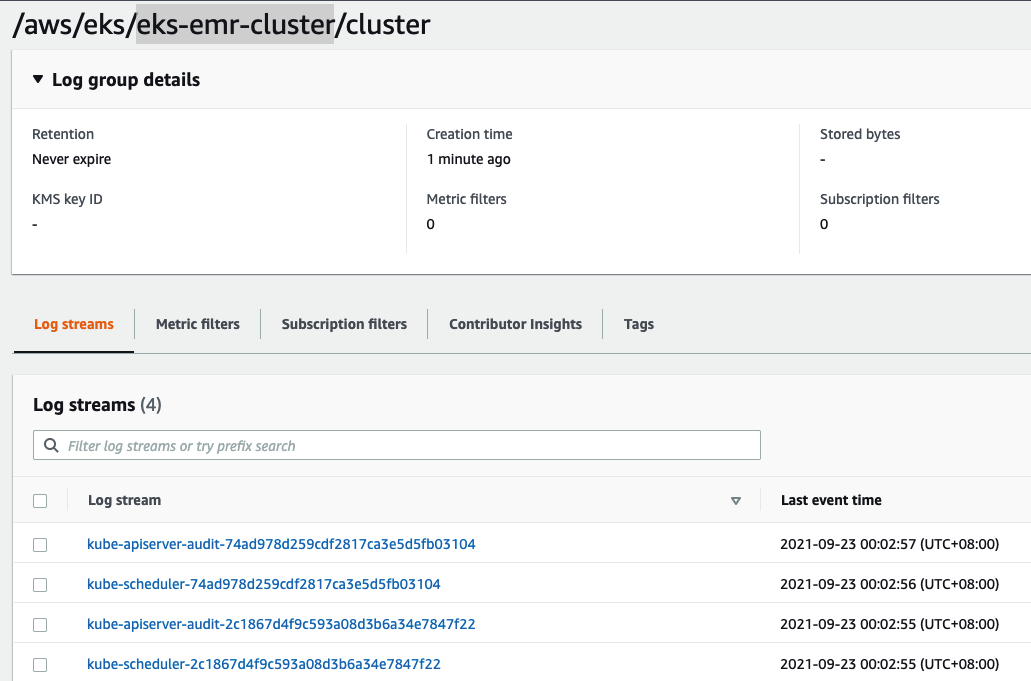 /aws/eks/eks-emr-cluster/cluster
Log group details
Retention
Creation time
Stored bytes
Never expire
1 minute ago
-
KMS key ID
Metric filters
Subscription filters
-
0
0
Log streams
Metric filters
Subscription filters
Contributor Insights
Tags
Log streams (4)
Filter log streams or try prefix search
Log stream
Last event time
kube-apiserver-audit-74ad978d259cdf2817ca3e5d5fb03104
2021-09-23 00:02:57 (UTC+08:00)
kube-scheduler-74ad978d259cdf2817ca3e5d5fb03104
2021-09-23 00:02:56 (UTC+08:00)
kube-apiserver-audit-2c1867d4f9c593a08d3b6a34e7847f22
2021-09-23 00:02:55 (UTC+08:00)
kube-scheduler-2c1867d4f9c593a08d3b6a34e7847f22
2021-09-23 00:02:55 (UTC+08:00)